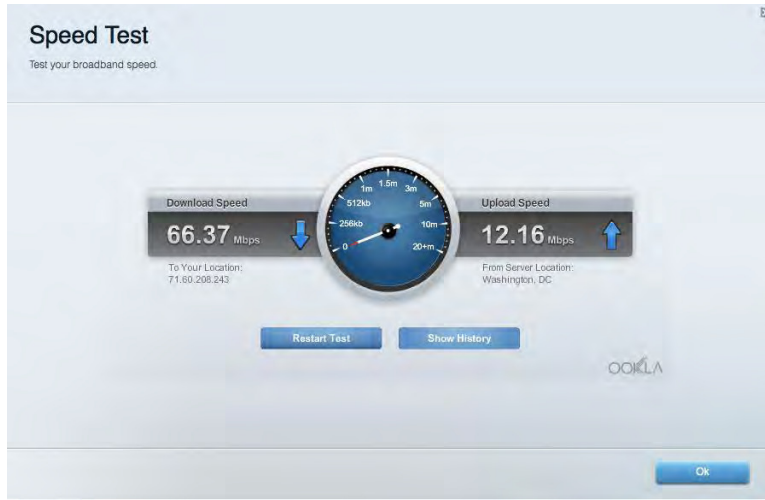 Speed Test
Test your broadband speed.
Download Speed
66.37 Mbps
To Your Location:
71.60.208.243
0
256kb
512kb
1m
1.5m
3m
5m
10m
20+m
Upload Speed
12.16 Mbps
From Server Location:
Washington, DC
Restart Test
Show History
OOKLA
Ok